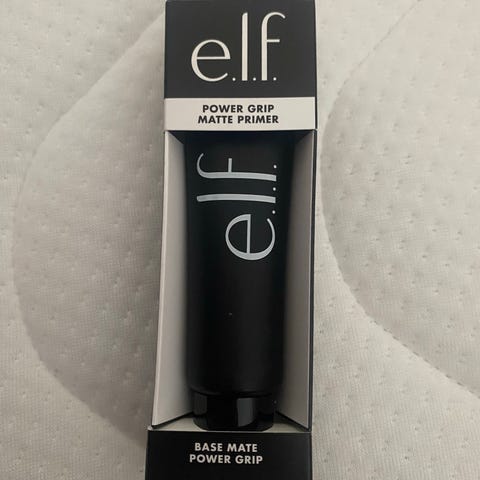 e.l.f.
POWER GRIP
MATTE PRIMER
e.l.f.
BASE MATE
POWER GRIP